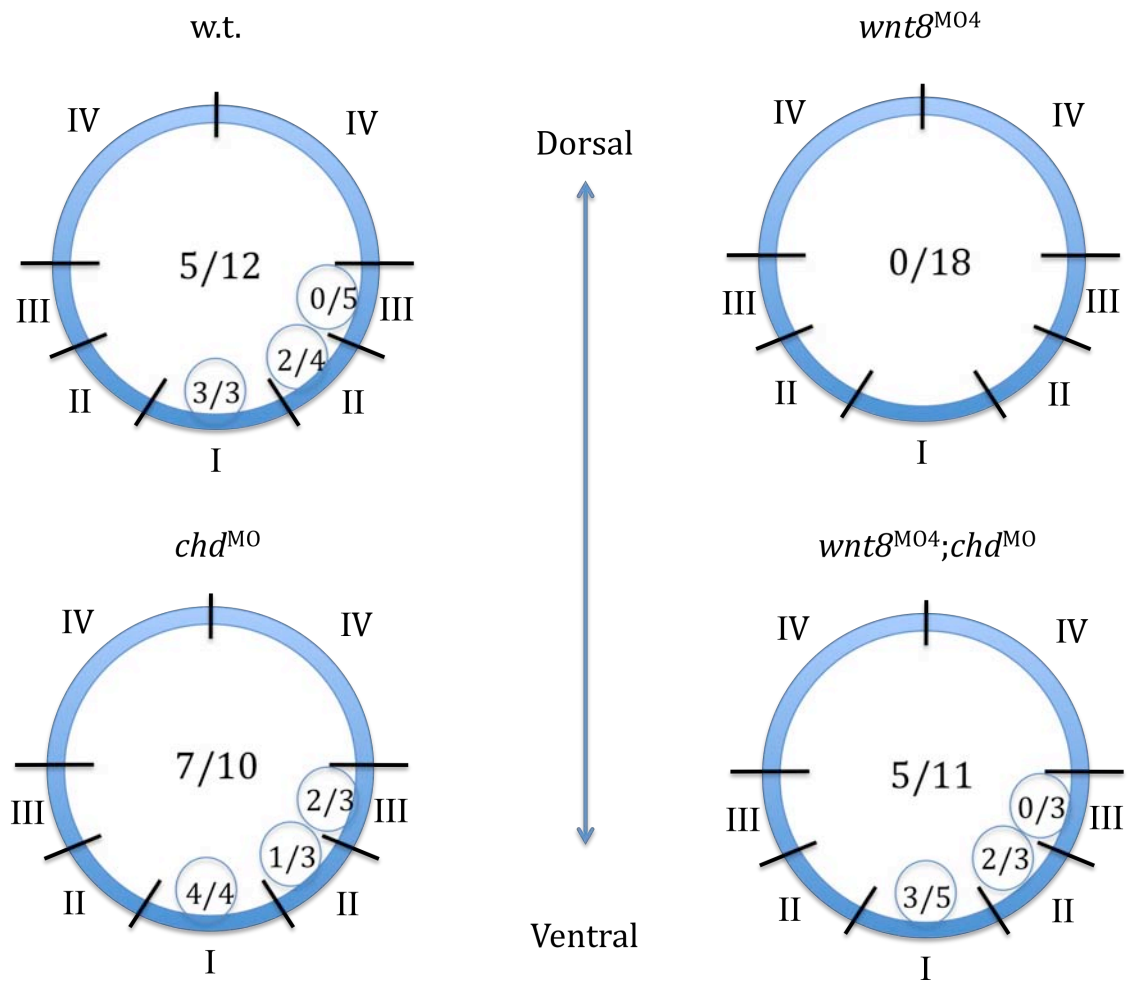 w.t.
IV
IV
5/12
0/5
III
III
2/4
3/3
II
II
I
Dorsal
Ventral
wnt8MO4
IV
IV
0/18
III
III
II
II
I
chdMO
IV
IV
7/10
2/3
III
III
1/3
4/4
II
II
I
wnt8MO4;chdMO
IV
IV
5/11
0/3
III
III
2/3
3/5
II
II
I